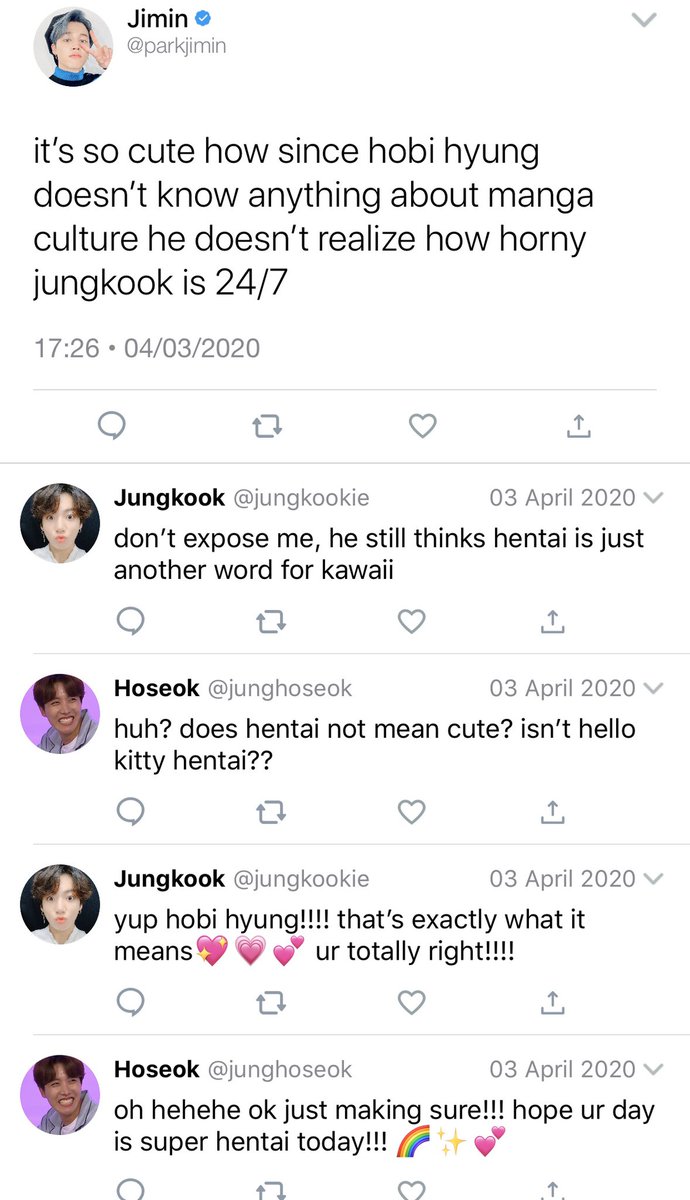 Jimin
@parkjimin
it’s so cute how since hobi hyung
doesn’t know anything about manga
culture he doesn’t realize how horny
jungkook is 24/7
17:26 • 04/03/2020
Jungkook @jungkookie 03 April 2020
don’t expose me, he still thinks hentai is just
another word for kawaii
Hoseok @junghoseok 03 April 2020
huh? does hentai not mean cute? isn’t hello
kitty hentai??
Jungkook @jungkookie 03 April 2020
yup hobi hyung!!!! that’s exactly what it
means💖💗💕 ur totally right!!!!
Hoseok @junghoseok 03 April 2020
oh hehehe ok just making sure!!! hope ur day
is super hentai today!!! 🌈✨💕